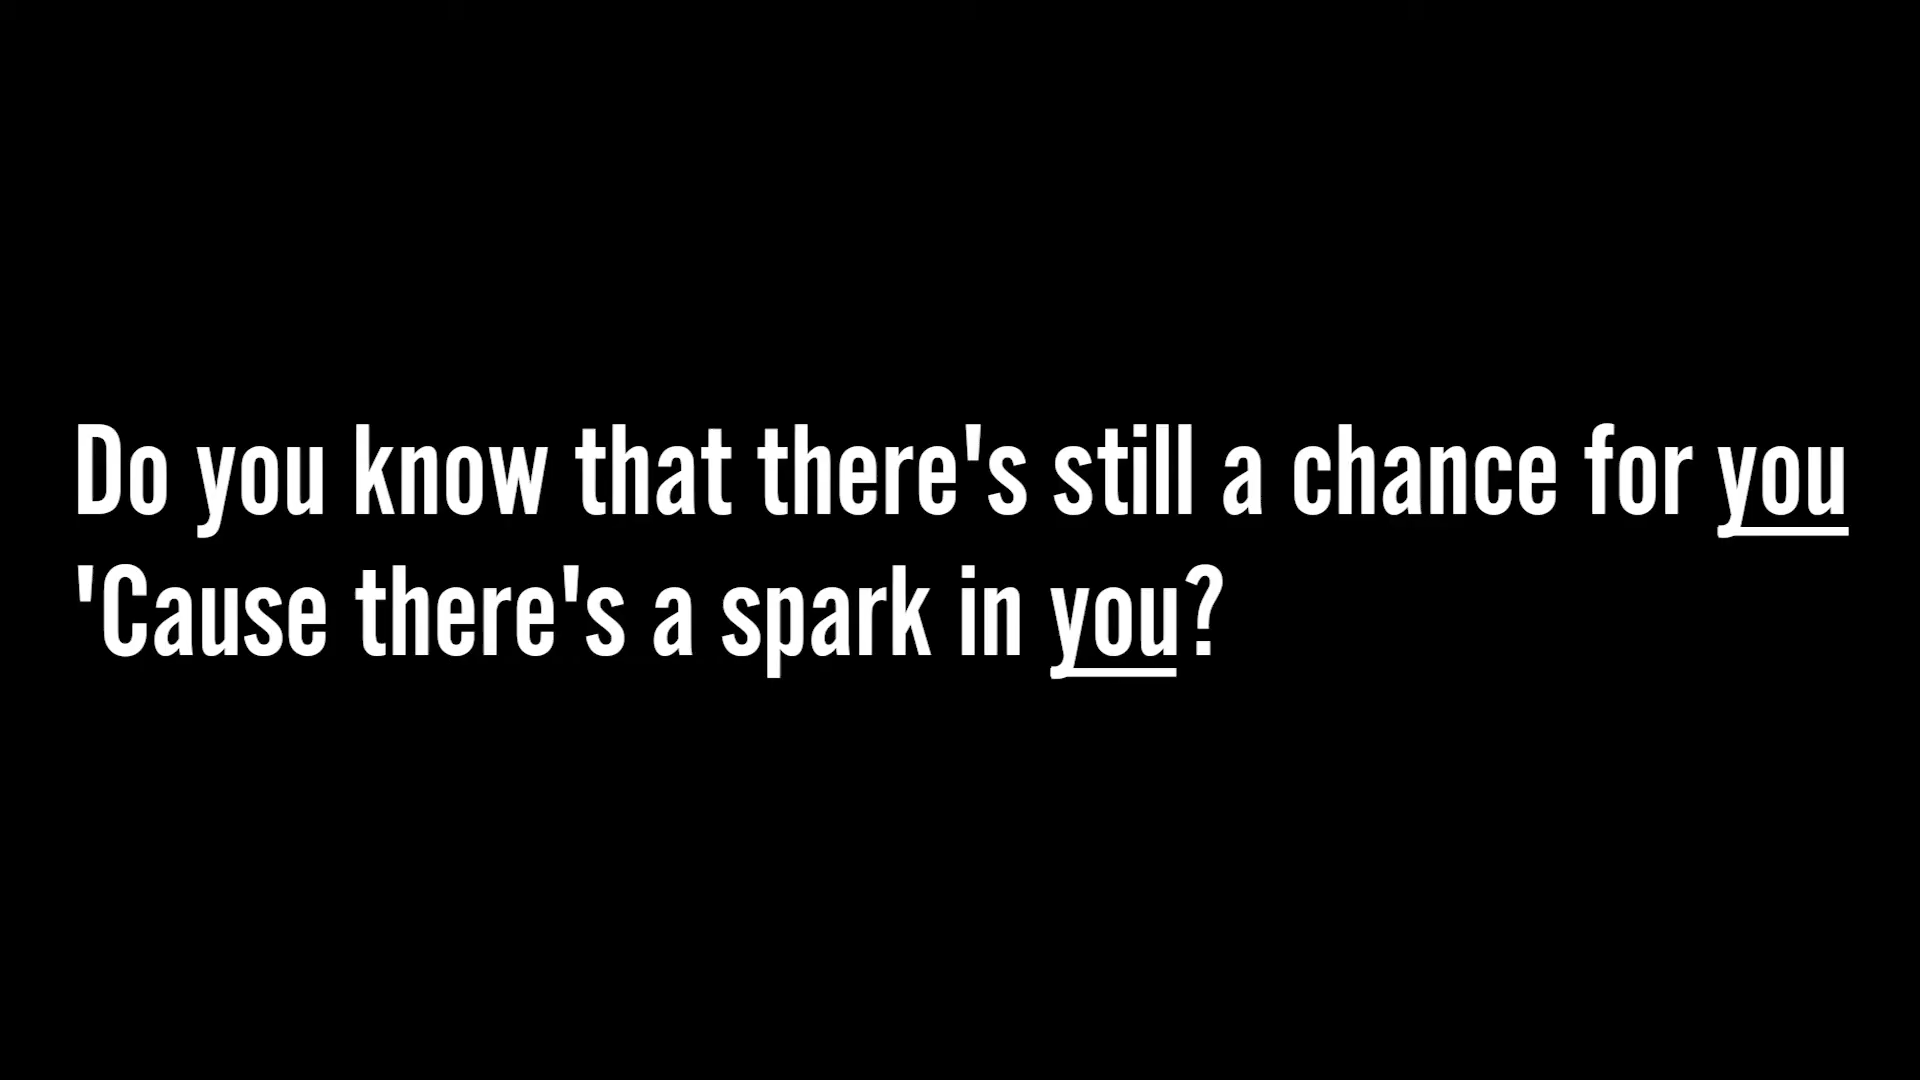 Do you know that there's still a chance for you
'Cause there's a spark in you?